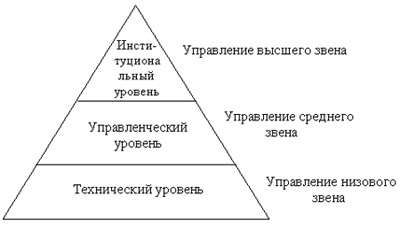 Инсти-
туциона
льный
уровень
Управление высшего звена
Управленческий
уровень
Управление среднего
звена
Технический уровень
Управление низового
звена